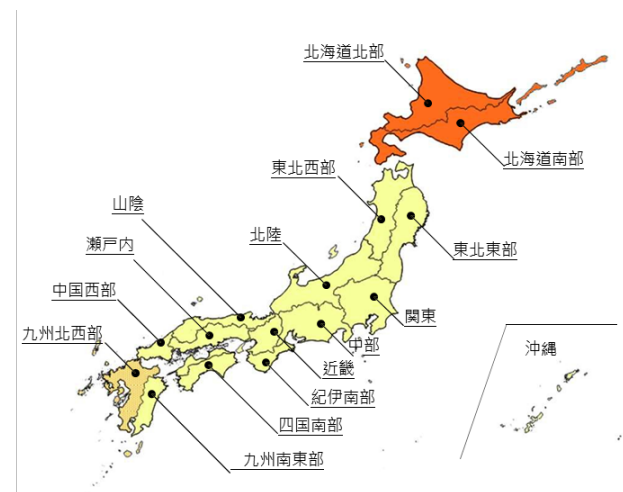 北海道北部
北海道南部
東北西部
山陰
北陸
瀬戸内
東北東部
中国西部
関東
九州北西部
中部
沖縄
近畿
紀伊南部
四国南部
九州南東部